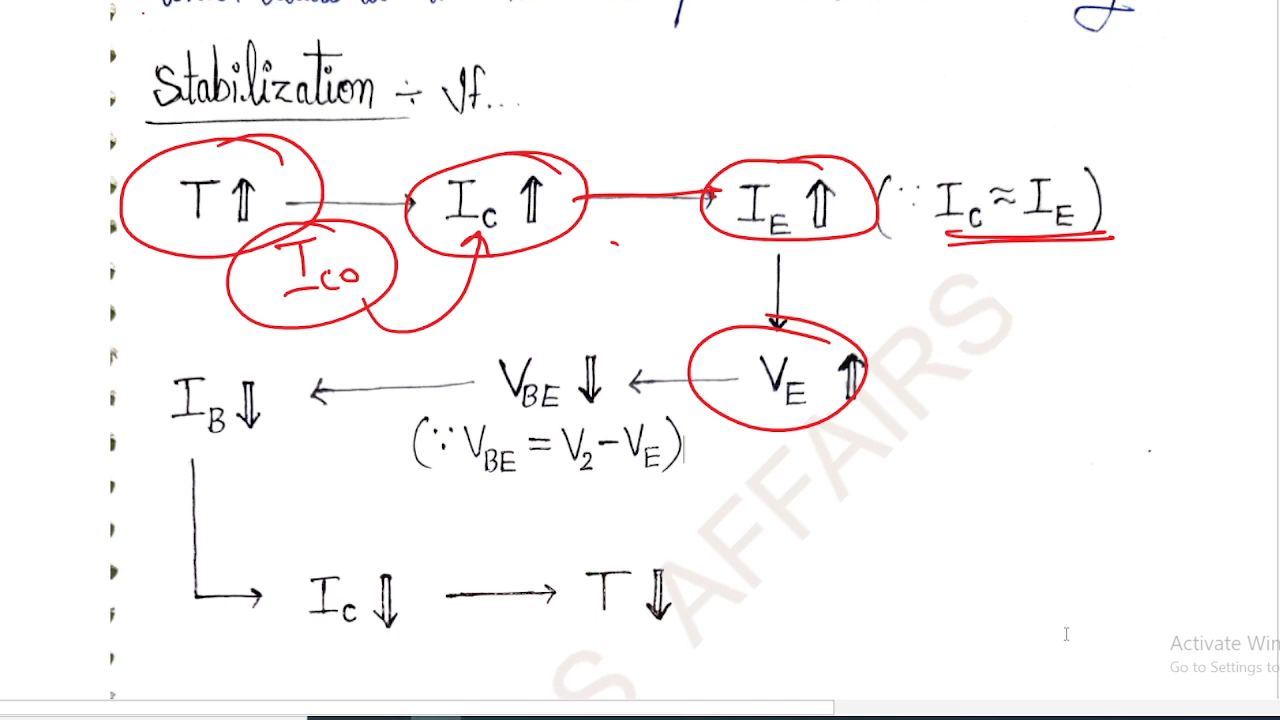 Stabilization ÷ If...
T⇑ → I_C ⇑ → I_E ⇑ (∵ I_C ≈ I_E)
I_CO
I_B ⇓ ← V_BE ⇓ ← V_E ⇑
(∵ V_BE = V_2 - V_E)
I_C ⇓ → T ⇓
S AFFAIRS
Activate Win
Go to Settings to